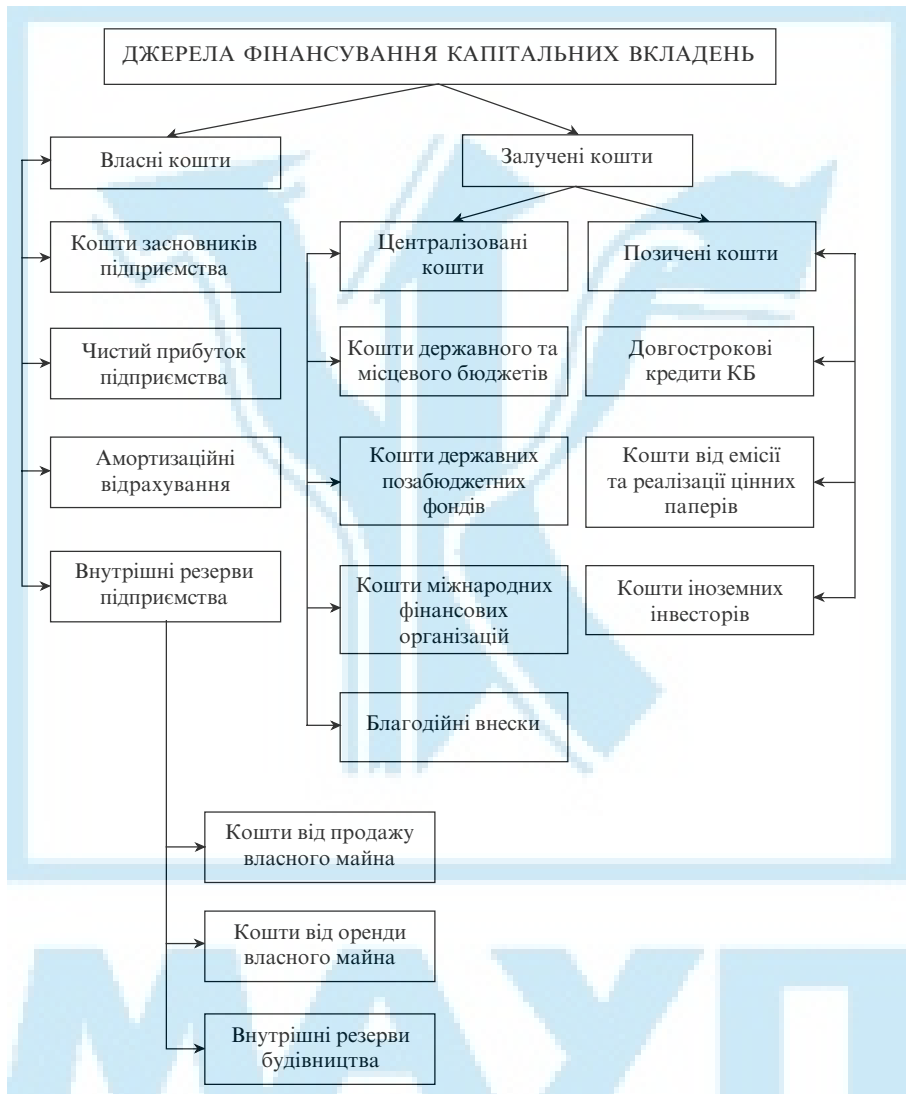 ДЖЕРЕЛА ФІНАНСУВАННЯ КАПІТАЛЬНИХ ВКЛАДЕНЬ
Власні кошти
Кошти засновників
підприємства
Чистий прибуток
підприємства
Амортизаційні
відрахування
Внутрішні резерви
підприємства
Кошти від продажу
власного майна
Кошти від оренди
власного майна
Внутрішні резерви
будівництва
Залучені кошти
Централізовані
кошти
Кошти державного та
місцевого бюджетів
Кошти державних
позабюджетних
фондів
Кошти міжнародних
фінансових
організацій
Благодійні внески
Позичені кошти
Довгострокові
кредити КБ
Кошти від емісії
та реалізації цінних
паперів
Кошти іноземних
інвесторів
МАУП